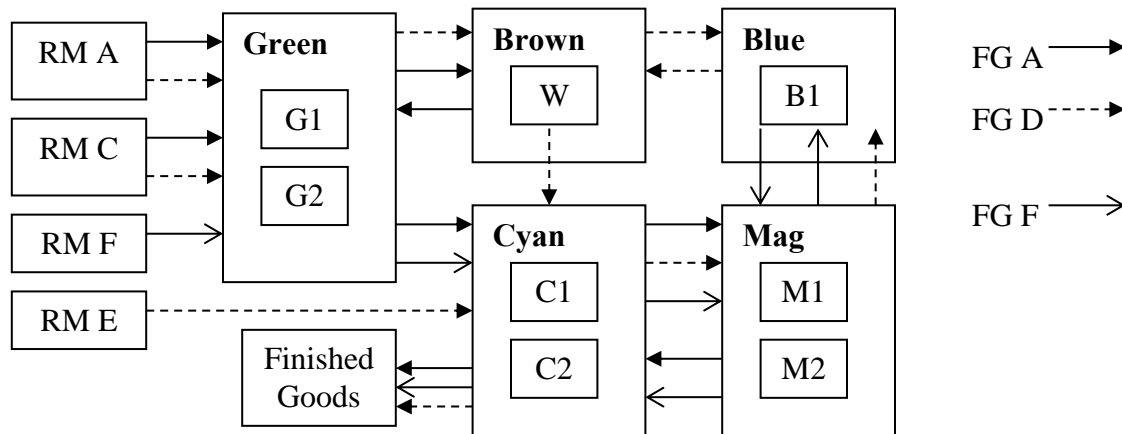 RM A
RM C
RM F
RM E
Green
G1
G2
Finished
Goods
Brown
W
Cyan
C1
C2
Blue
B1
Mag
M1
M2
FG A
FG D
FG F